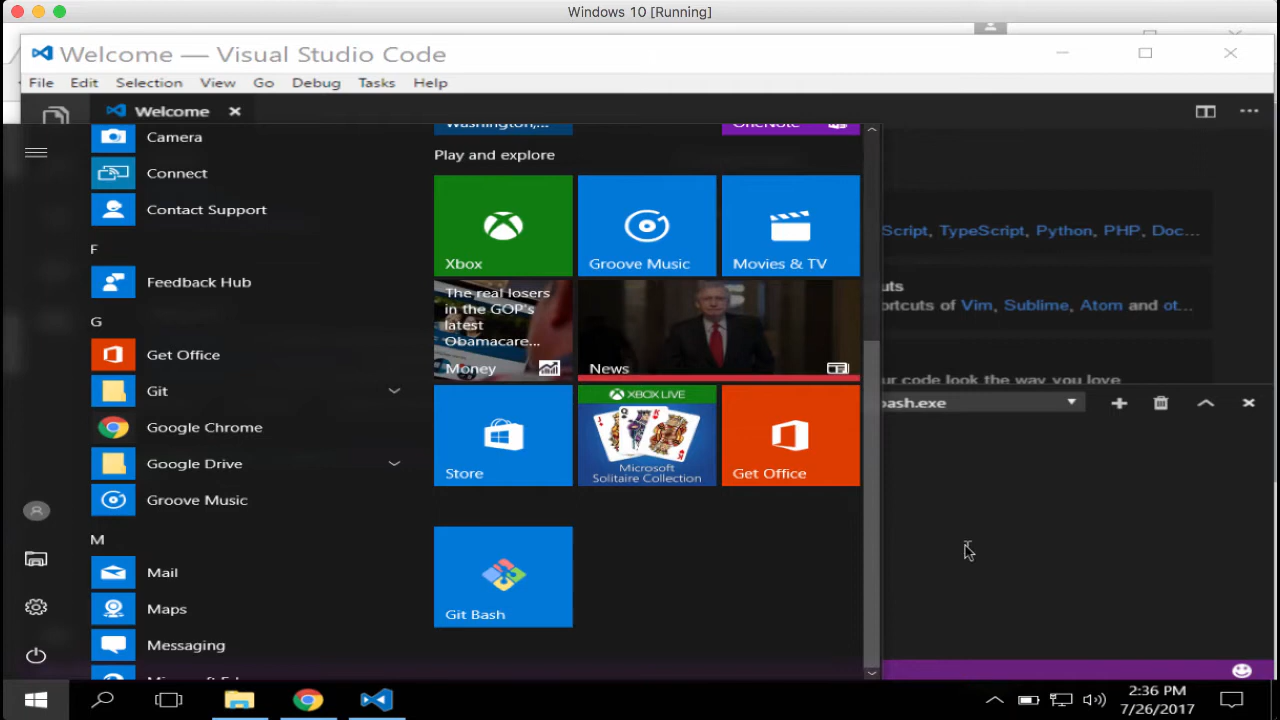 Windows 10 [Running]
Welcome — Visual Studio Code
File Edit Selection View Go Debug Tasks Help
Welcome
Camera
Connect
Contact Support
F
Feedback Hub
G
Get Office
Git
Google Chrome
Google Drive
Groove Music
M
Mail
Maps
Messaging
Washington,...
OneNote
Play and explore
Xbox
Groove Music
Movies & TV
The real losers
in the GOP's
latest
Obamacare...
Money
News
Store
XBOX LIVE
Microsoft
Solitaire Collection
Get Office
Git Bash
Script, TypeScript, Python, PHP, Doc...
uts
ortcuts of Vim, Sublime, Atom and ot...
ur code look the way you love
bash.exe
2:36 PM
7/26/2017